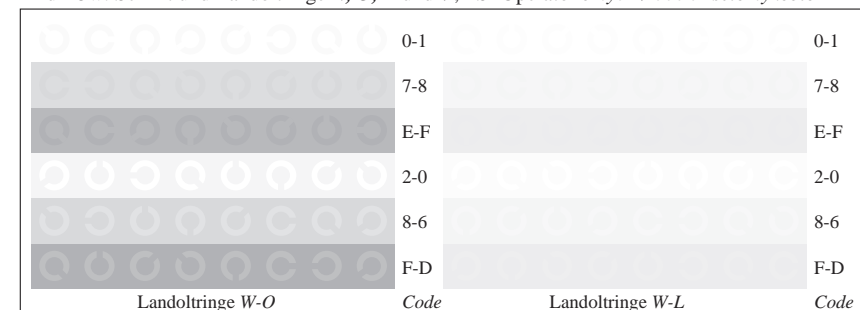 0-1 0-1
7-8 7-8
E-F E-F
2-0 2-0
8-6 8-6
F-D F-D
Landoltringe W-O Code Landoltringe W-L Code